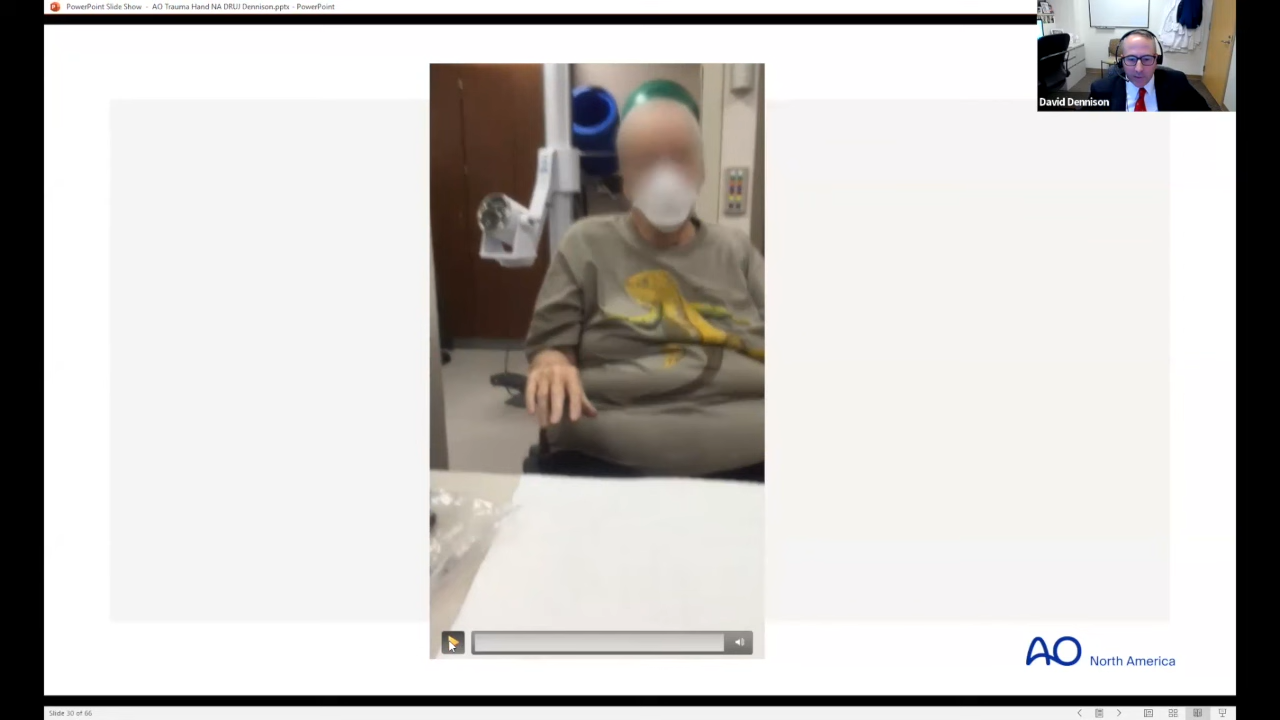 AO Trauma Hand NA DRUJ Dennison.pptx - PowerPoint
PowerPoint Slide Show -
David Dennison
AO North America
Slide 30 of 66